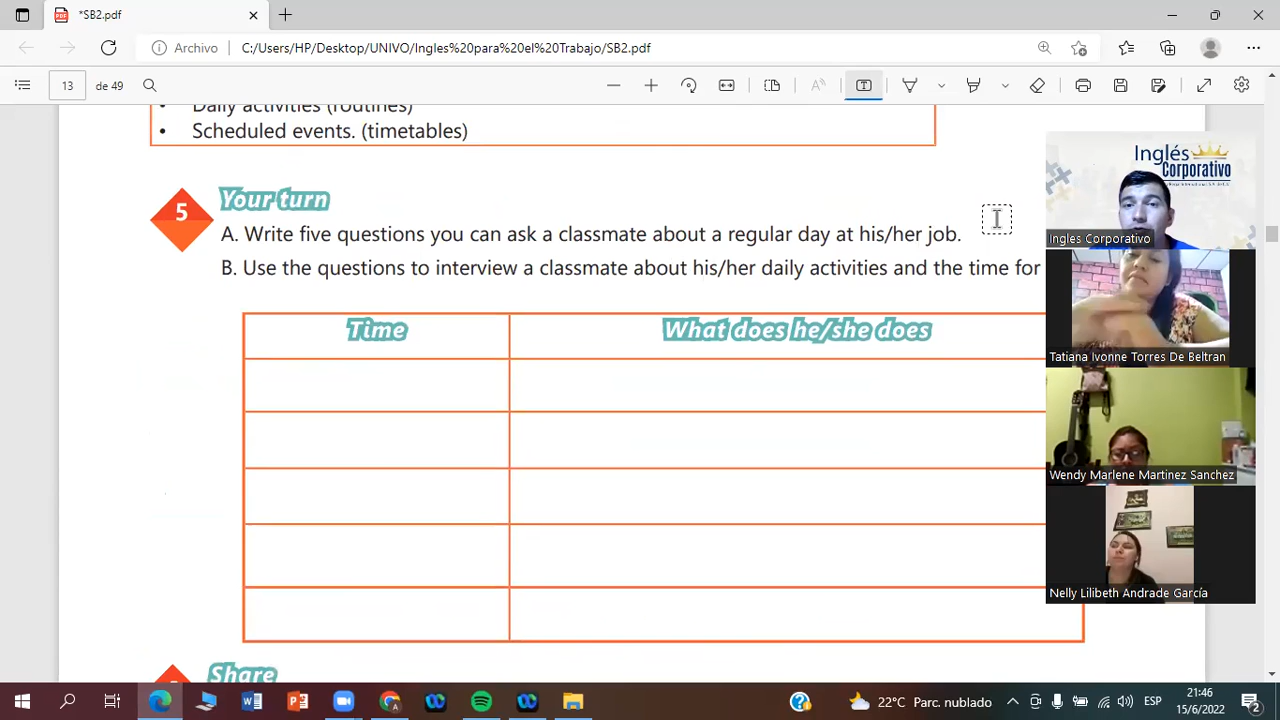 *SB2.pdf
Archivo
C:/Users/HP/Desktop/UNIVO/Ingles%20para%20el%20Trabajo/SB2.pdf
13
de 49
Daily activities (routines)
• Scheduled events. (timetables)
5
Your turn
A. Write five questions you can ask a classmate about a regular day at his/her job.
B. Use the questions to interview a classmate about his/her daily activities and the time for
Time
What does he/she does
Share
Inglés
Corporativo
Ingles Corporativo
Tatiana Ivonne Torres De Beltran
Wendy Marlene Martinez Sanchez
Nelly Lilibeth Andrade García
22°C Parc. nublado
ESP
21:46
15/6/2022
2